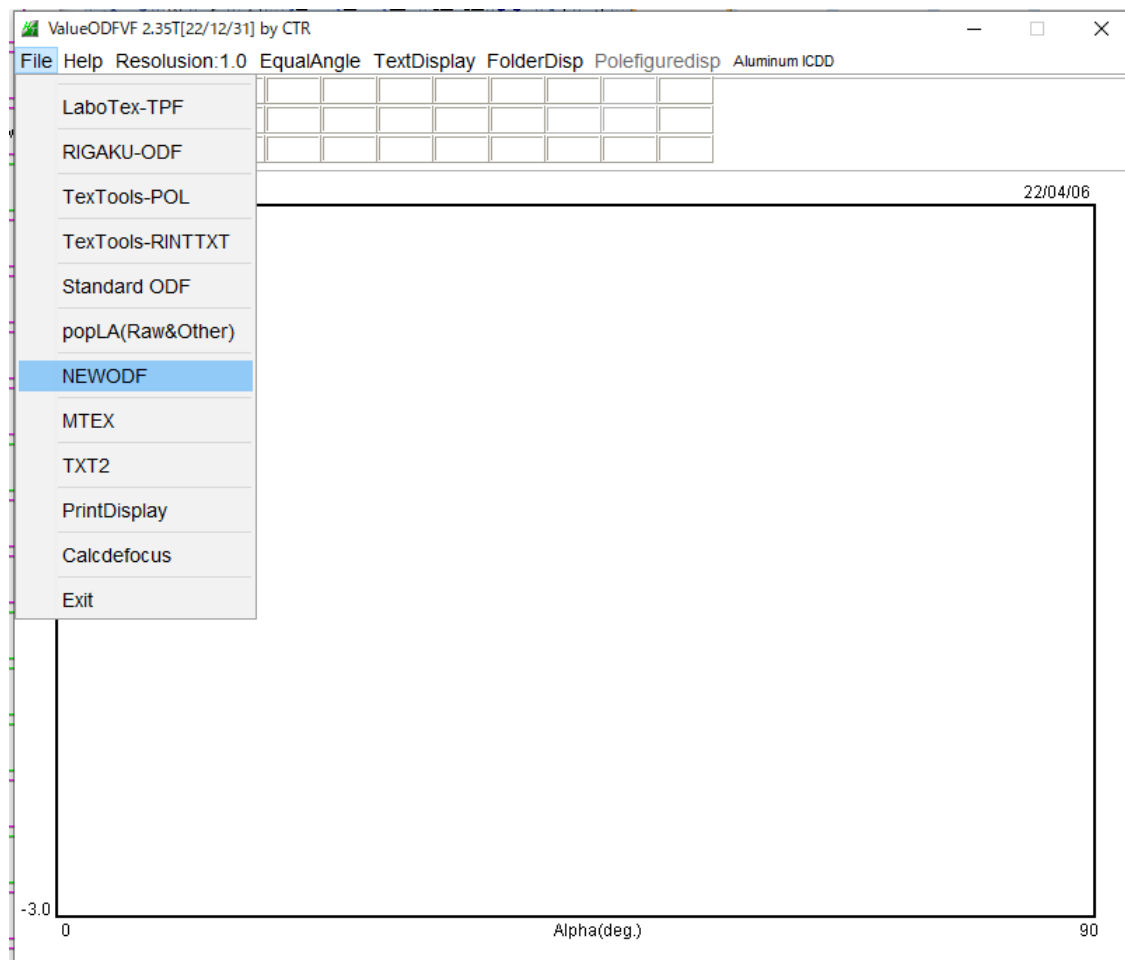 ValueODFVF 2.35T[22/12/31] by CTR
File Help Resolusion:1.0 EqualAngle TextDisplay FolderDisp Polefiguredisp Aluminum ICDD
LaboTex-TPF
RIGAKU-ODF
TexTools-POL
22/04/06
TexTools-RINTTXT
Standard ODF
popLA(Raw&Other)
NEWODF
MTEX
TXT2
PrintDisplay
Calcdefocus
Exit
-3.0
0 Alpha(deg.) 90